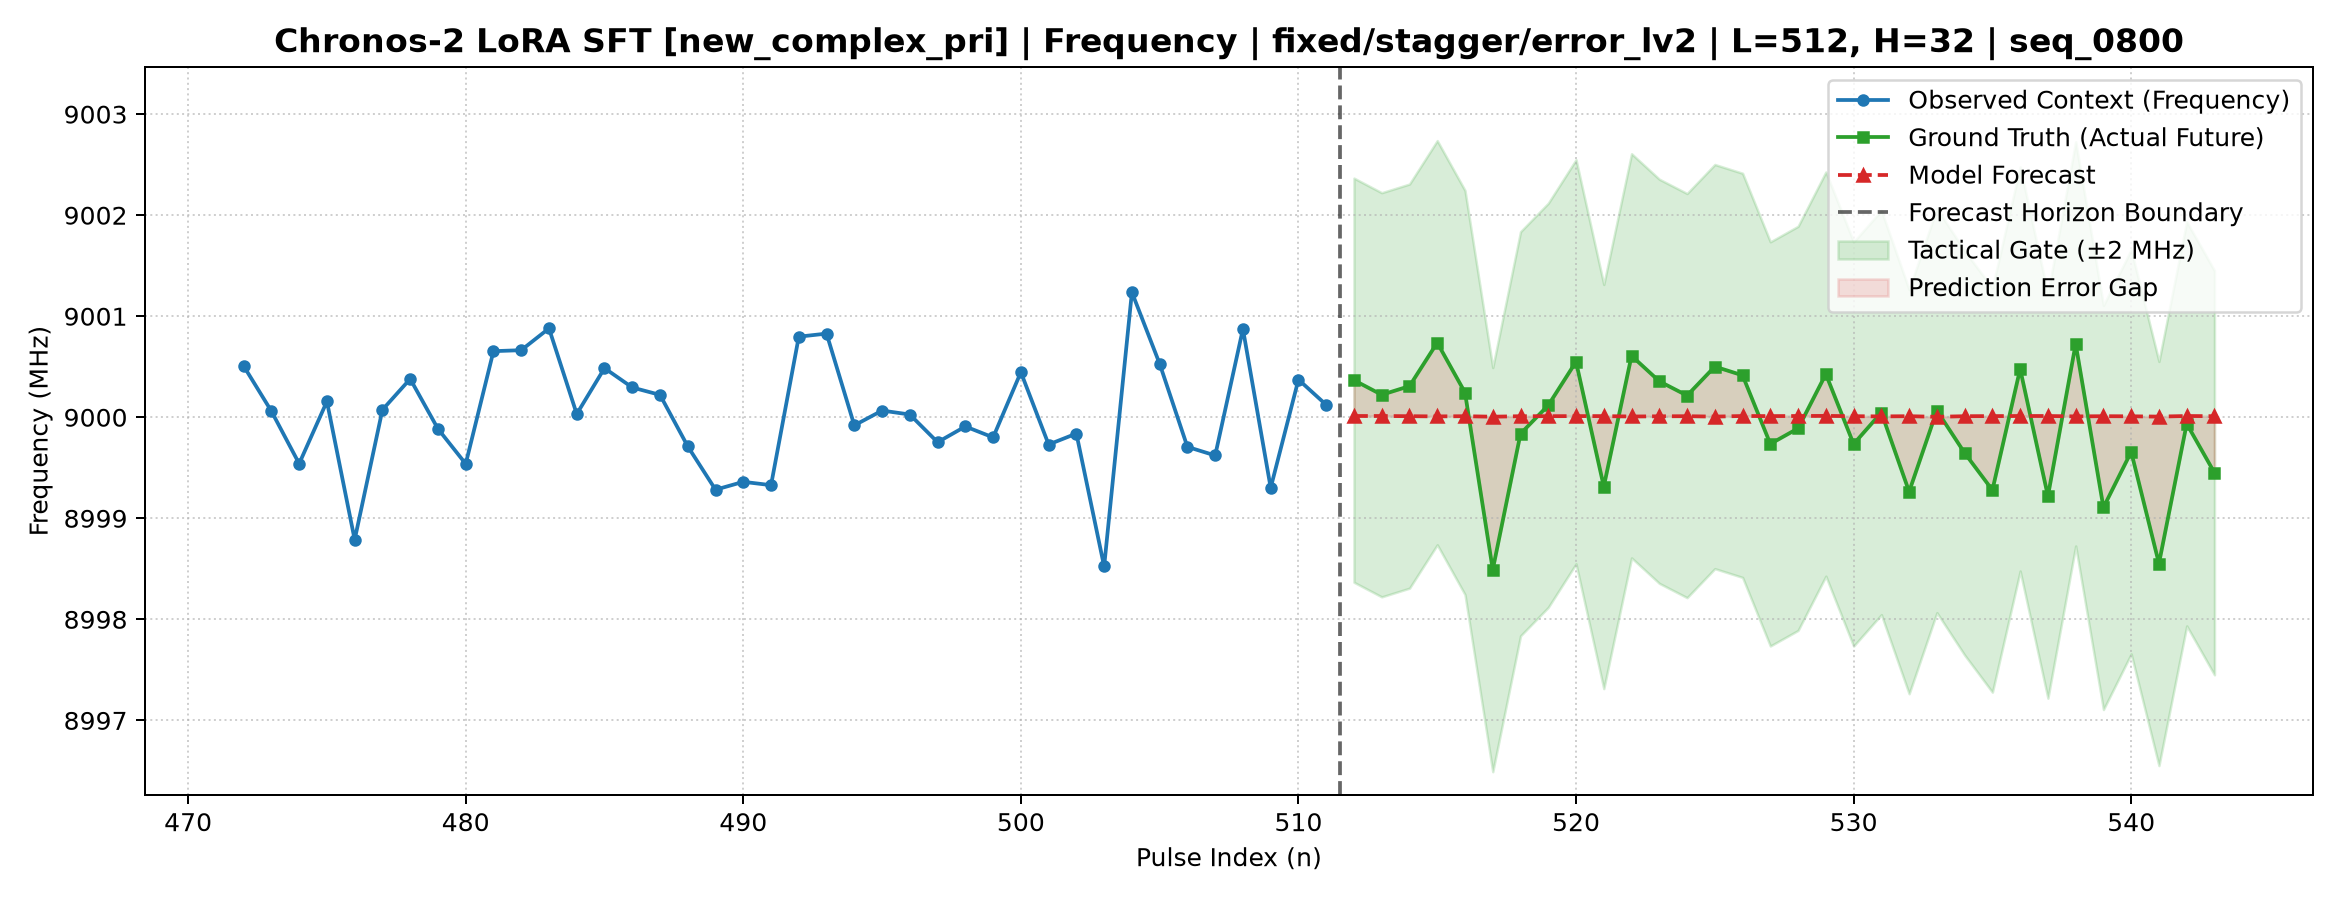 Chronos-2 LoRA SFT [new_complex_pri] | Frequency | fixed/stagger/error_lv2 | L=512, H=32 | seq_0800
Observed Context (Frequency)
Ground Truth (Actual Future)
Model Forecast
Forecast Horizon Boundary
Tactical Gate (±2 MHz)
Prediction Error Gap
Frequency (MHz)
9003
9002
9001
9000
8999
8998
8997
470 480 490 500 510 520 530 540
Pulse Index (n)